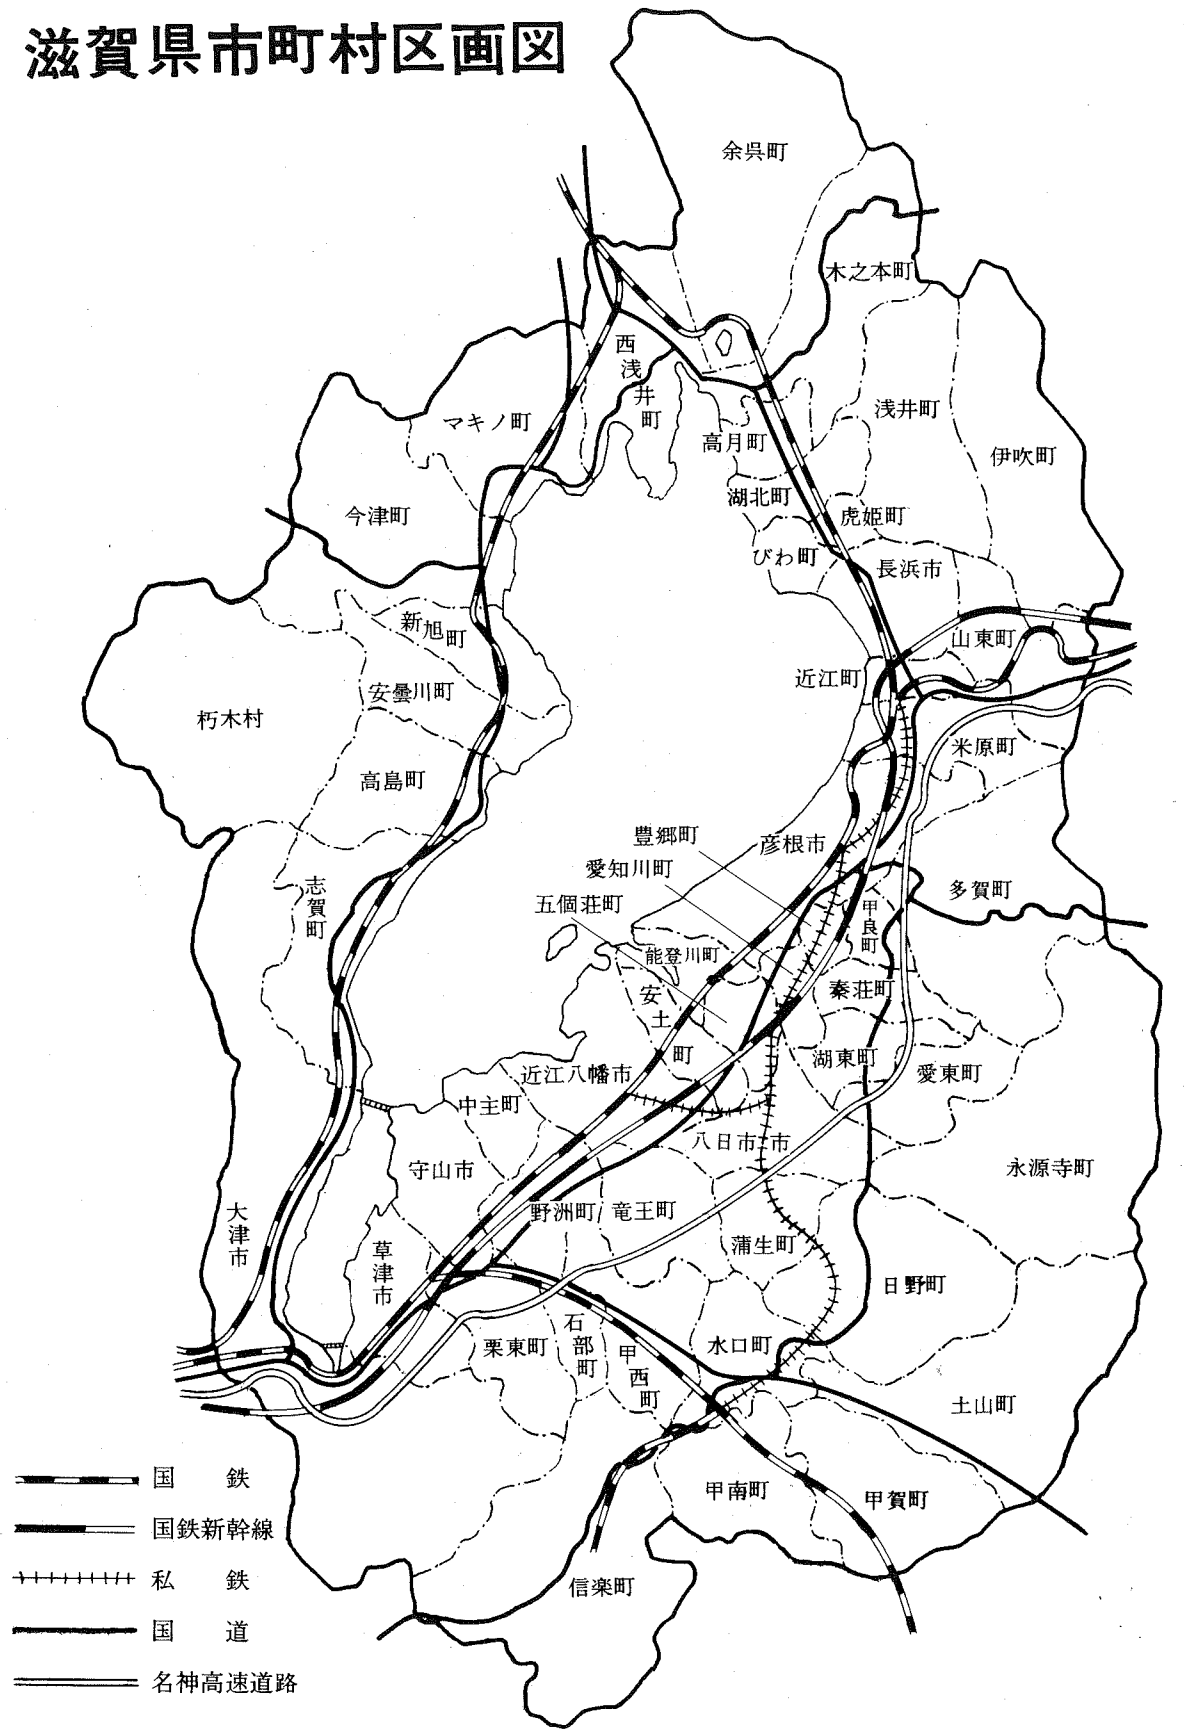 滋賀県市町村区画図
余呉町
木之本町
西浅井町
マキノ町
高月町
浅井町
伊吹町
湖北町
今津町
虎姫町
びわ町
長浜市
新旭町
山東町
近江町
安曇川町
朽木村
米原町
高島町
豊郷町
彦根市
愛知川町
多賀町
志賀町
五個荘町
甲良町
能登川町
秦荘町
安土町
湖東町
愛東町
近江八幡市
中主町
八日市市
守山市
永源寺町
大津市
野洲町
竜王町
草津市
蒲生町
日野町
石部町
栗東町
甲西町
水口町
土山町
甲南町
甲賀町
信楽町
国鉄
国鉄新幹線
私鉄
国道
名神高速道路